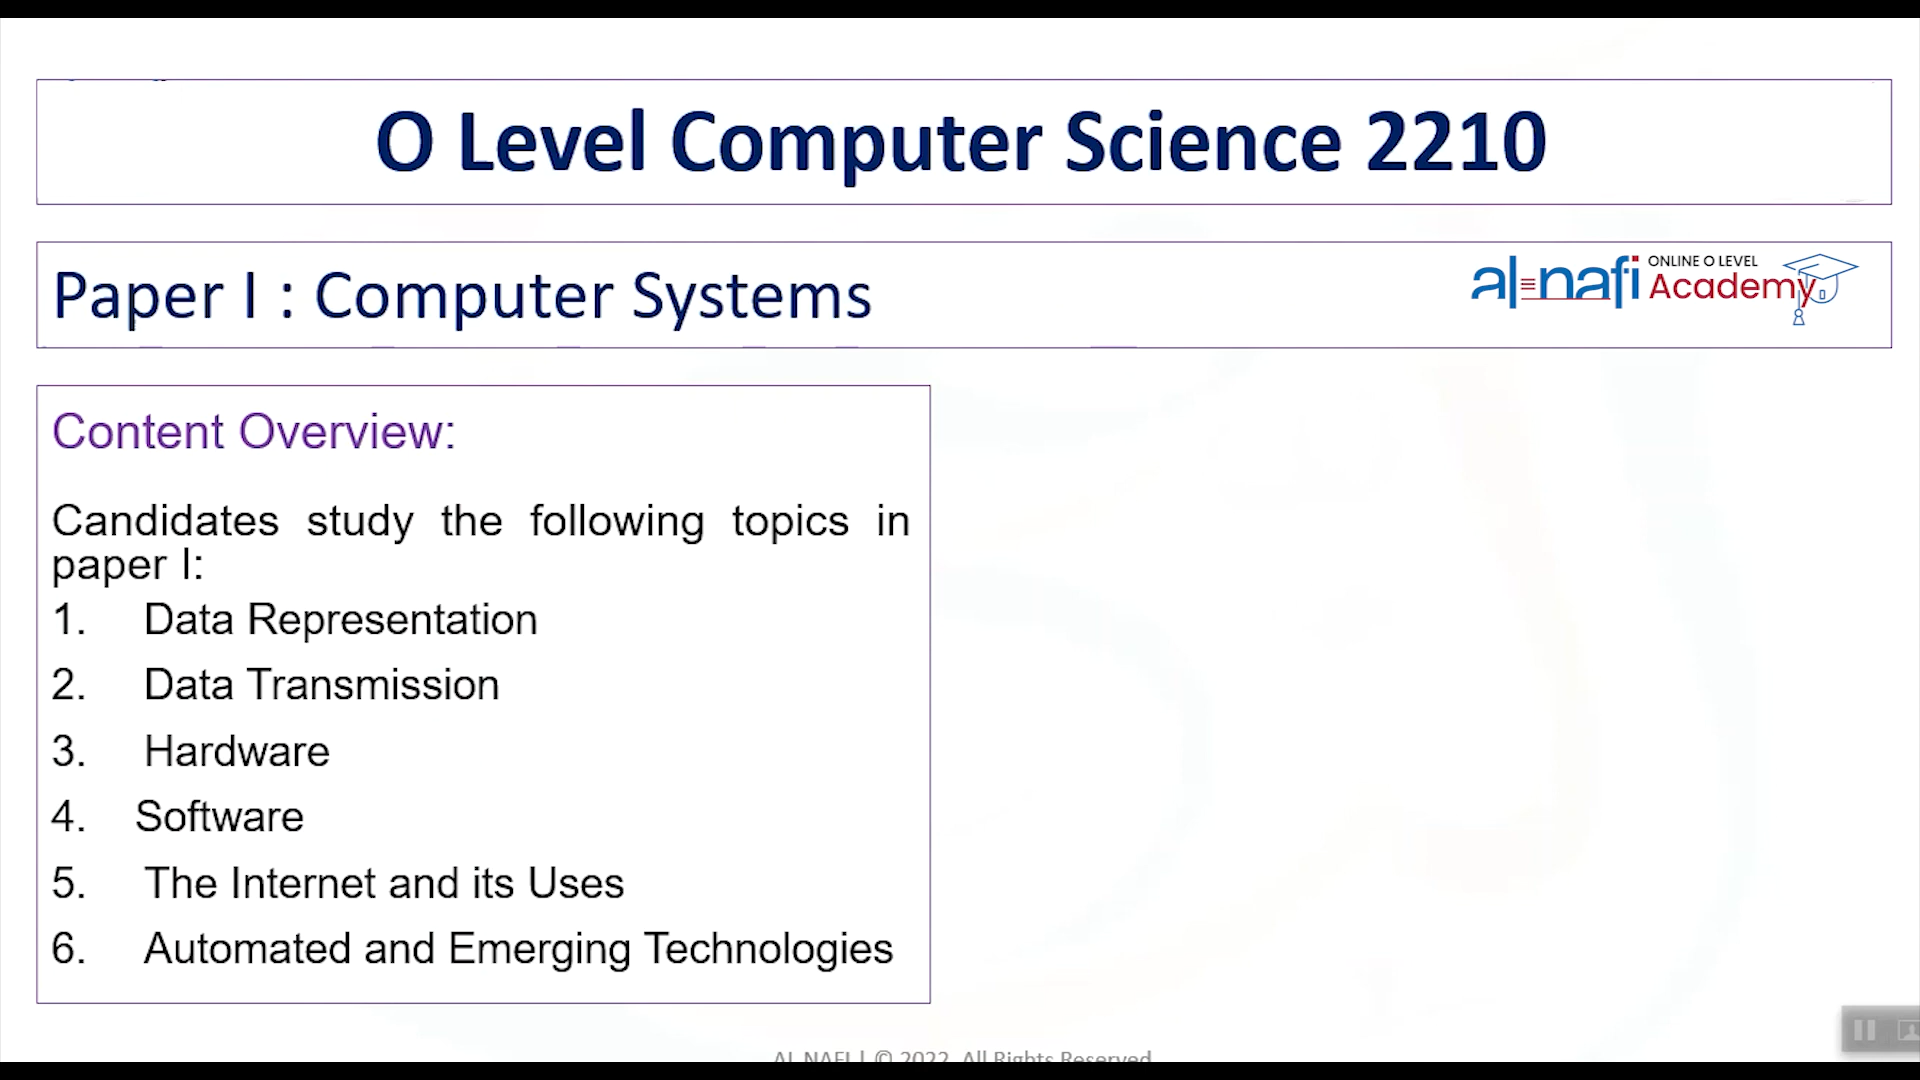 O Level Computer Science 2210
Paper I : Computer Systems
al-nafi ONLINE O LEVEL
Academy
Content Overview:
Candidates study the following topics in
paper I:
1. Data Representation
2. Data Transmission
3. Hardware
4. Software
5. The Internet and its Uses
6. Automated and Emerging Technologies
AL NAFI | © 2022. All Rights Reserved